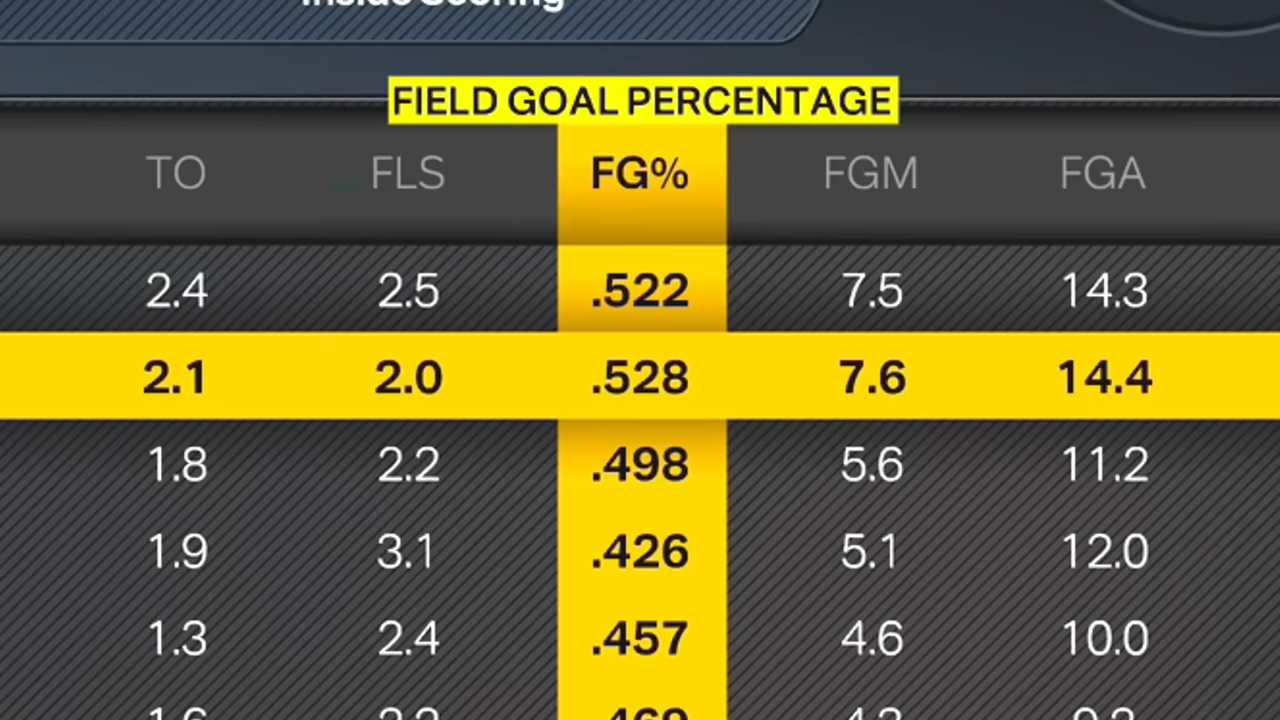 Inside Scoring
FIELD GOAL PERCENTAGE
TO FLS FG% FGM FGA
2.4 2.5 .522 7.5 14.3
2.1 2.0 .528 7.6 14.4
1.8 2.2 .498 5.6 11.2
1.9 3.1 .426 5.1 12.0
1.3 2.4 .457 4.6 10.0